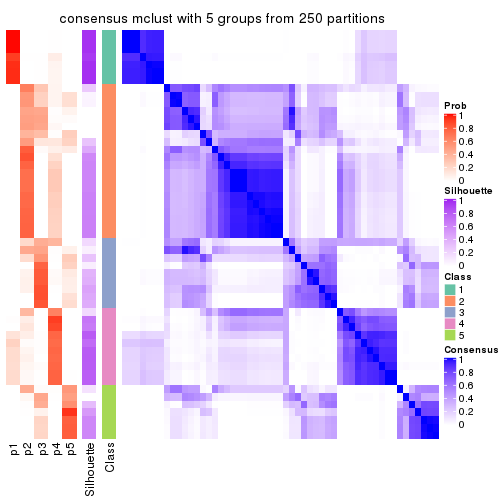 consensus mclust with 5 groups from 250 partitions
Prob
1
0.8
0.6
0.4
0.2
0
Silhouette
1
0.8
0.6
0.4
0.2
0
Class
1
2
3
4
5
Consensus
1
0.8
0.6
0.4
0.2
0
p1
p2
p3
p4
p5
Silhouette
Class